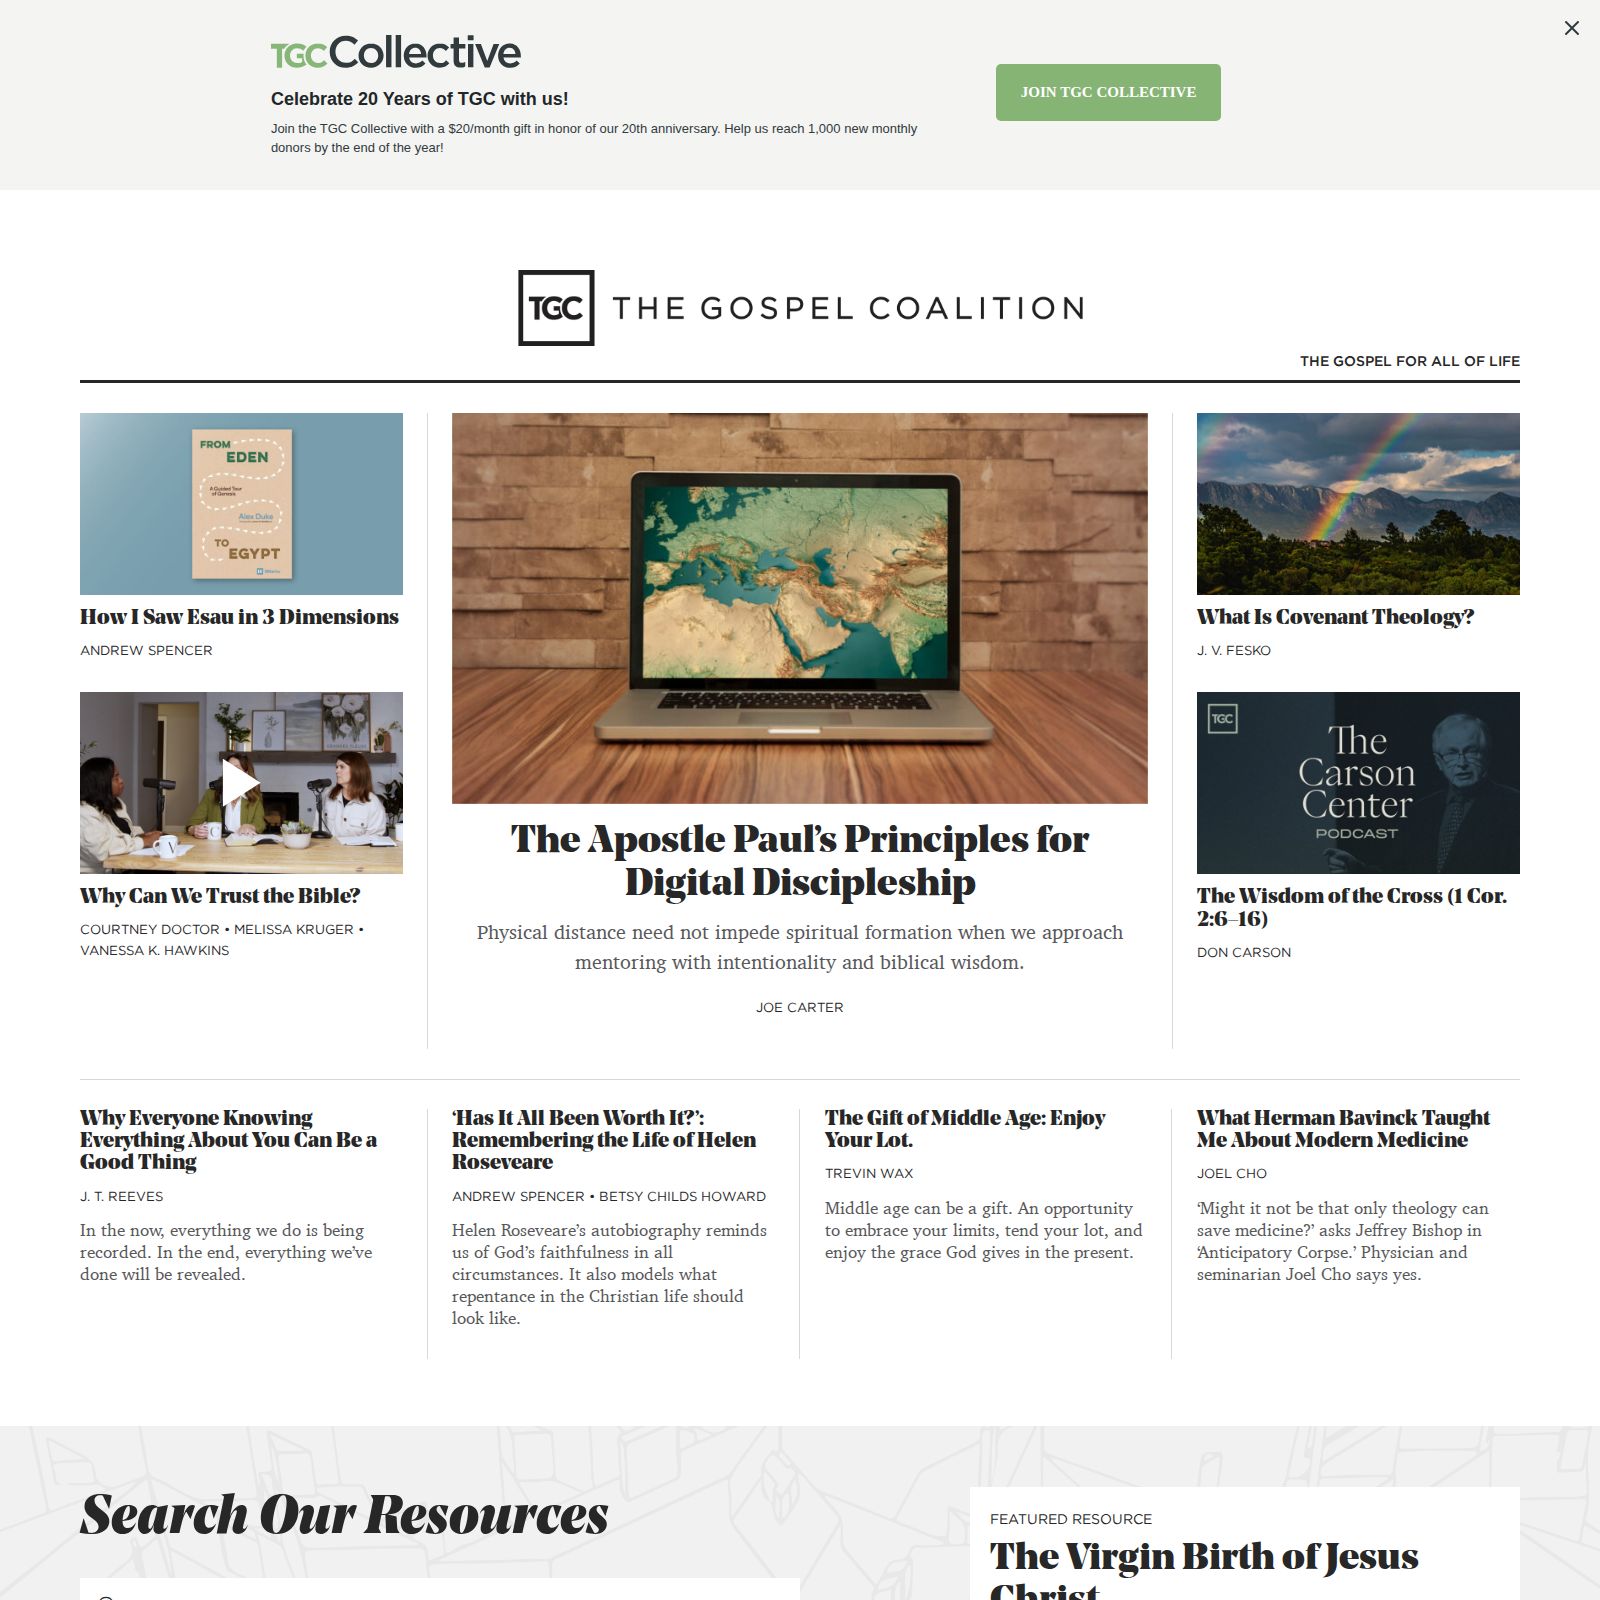 TGC Collective
Celebrate 20 Years of TGC with us!
Join the TGC Collective with a $20/month gift in honor of our 20th anniversary. Help us reach 1,000 new monthly
donors by the end of the year!
JOIN TGC COLLECTIVE
TGC THE GOSPEL COALITION
THE GOSPEL FOR ALL OF LIFE
FROM
EDEN
A Guided Tour
of Genesis
Alex Duke
TO
EGYPT
How I Saw Esau in 3 Dimensions
ANDREW SPENCER
Why Can We Trust the Bible?
COURTNEY DOCTOR • MELISSA KRUGER •
VANESSA K. HAWKINS
The Apostle Paul’s Principles for
Digital Discipleship
Physical distance need not impede spiritual formation when we approach
mentoring with intentionality and biblical wisdom.
JOE CARTER
What Is Covenant Theology?
J. V. FESKO
TGC
The
Carson
Center
PODCAST
The Wisdom of the Cross (1 Cor.
2:6–16)
DON CARSON
Why Everyone Knowing
Everything About You Can Be a
Good Thing
J. T. REEVES
In the now, everything we do is being
recorded. In the end, everything we’ve
done will be revealed.
‘Has It All Been Worth It?’:
Remembering the Life of Helen
Roseveare
ANDREW SPENCER • BETSY CHILDS HOWARD
Helen Roseveare’s autobiography reminds
us of God’s faithfulness in all
circumstances. It also models what
repentance in the Christian life should
look like.
The Gift of Middle Age: Enjoy
Your Lot.
TREVIN WAX
Middle age can be a gift. An opportunity
to embrace your limits, tend your lot, and
enjoy the grace God gives in the present.
What Herman Bavinck Taught
Me About Modern Medicine
JOEL CHO
‘Might it not be that only theology can
save medicine?’ asks Jeffrey Bishop in
‘Anticipatory Corpse.’ Physician and
seminarian Joel Cho says yes.
Search Our Resources
FEATURED RESOURCE
The Virgin Birth of Jesus
Christ